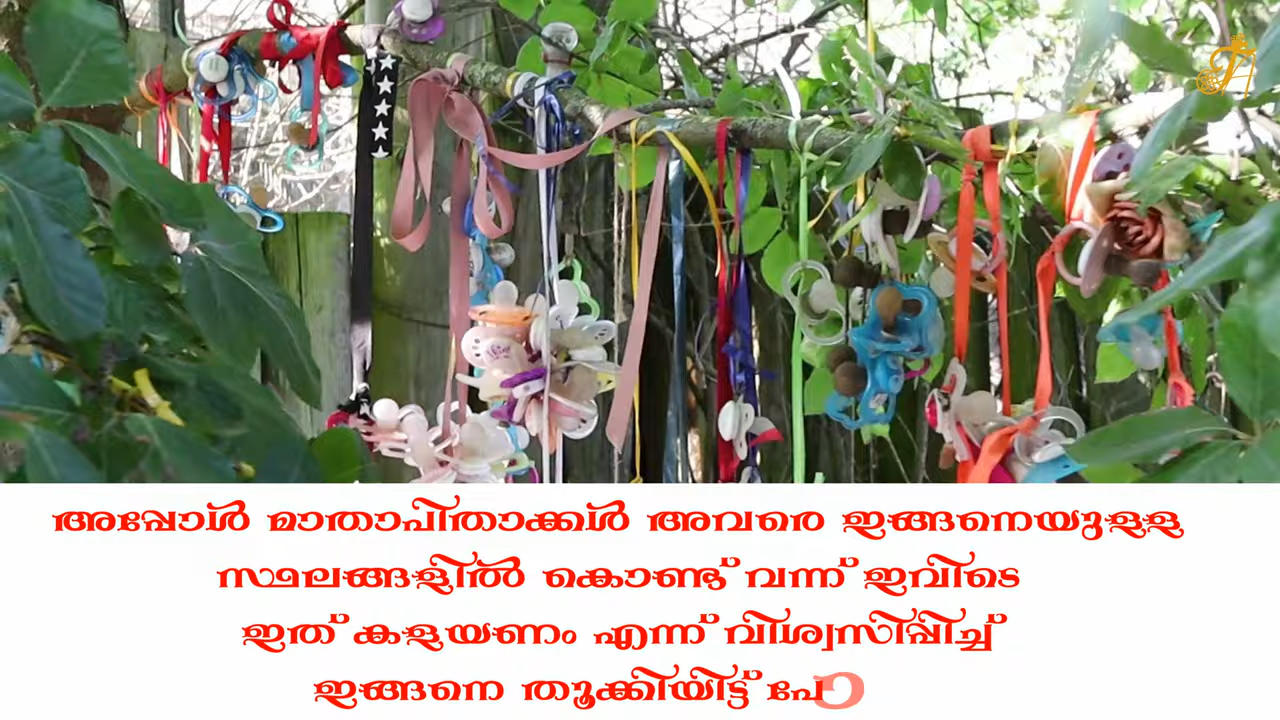 അപ്പോൾ മാതാപിതാക്കൾ അവരെ ഇങ്ങനെയുള്ള
സ്ഥലങ്ങളിൽ കൊണ്ടു് വന്ന് ഇവിടെ
ഇത് കളയണം എന്ന് വിശ്വസിപ്പിച്ച്
ഇങ്ങനെ തൂക്കിയിട്ട് പോ